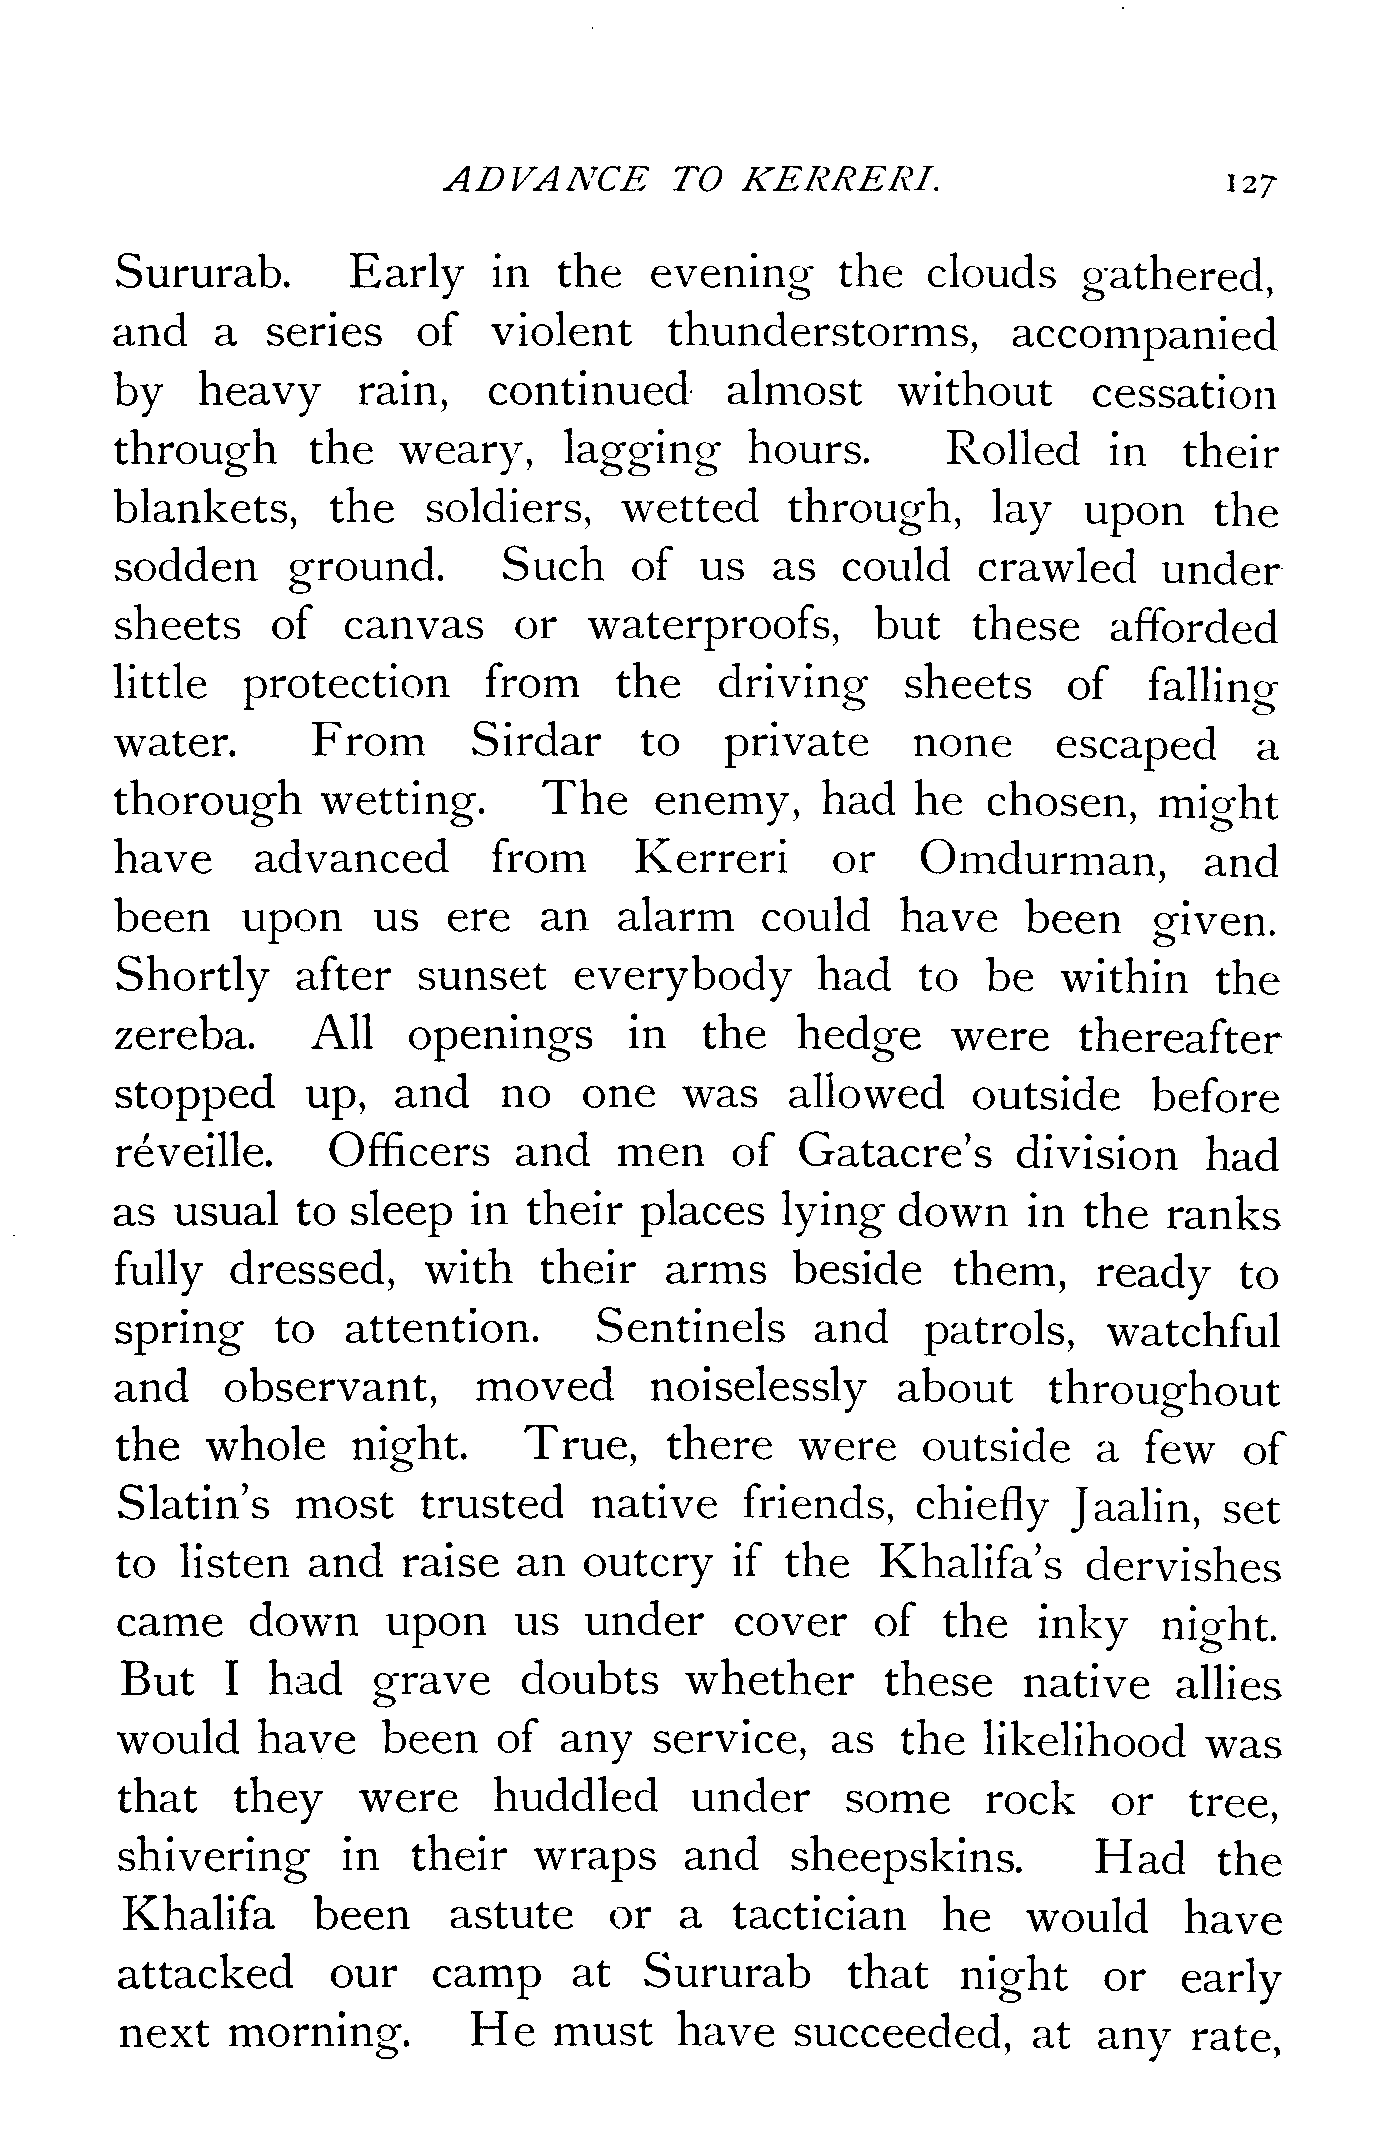 ADVANCE TO KERRERI. 127
Sururab. Early in the evening the clouds gathered,
and a series of violent thunderstorms, accompanied
by heavy rain, continued almost without cessation
through the weary, lagging hours. Rolled in their
blankets, the soldiers, wetted through, lay upon the
sodden ground. Such of us as could crawled under
sheets of canvas or waterproofs, but these afforded
little protection from the driving sheets of falling
water. From Sirdar to private none escaped a
thorough wetting. The enemy, had he chosen, might
have advanced from Kerreri or Omdurman, and
been upon us ere an alarm could have been given.
Shortly after sunset everybody had to be within the
zereba. All openings in the hedge were thereafter
stopped up, and no one was allowed outside before
réveille. Officers and men of Gatacre's division had
as usual to sleep in their places lying down in the ranks
fully dressed, with their arms beside them, ready to
spring to attention. Sentinels and patrols, watchful
and observant, moved noiselessly about throughout
the whole night. True, there were outside a few of
Slatin's most trusted native friends, chiefly Jaalin, set
to listen and raise an outcry if the Khalifa's dervishes
came down upon us under cover of the inky night.
But I had grave doubts whether these native allies
would have been of any service, as the likelihood was
that they were huddled under some rock or tree,
shivering in their wraps and sheepskins. Had the
Khalifa been astute or a tactician he would have
attacked our camp at Sururab that night or early
next morning. He must have succeeded, at any rate,